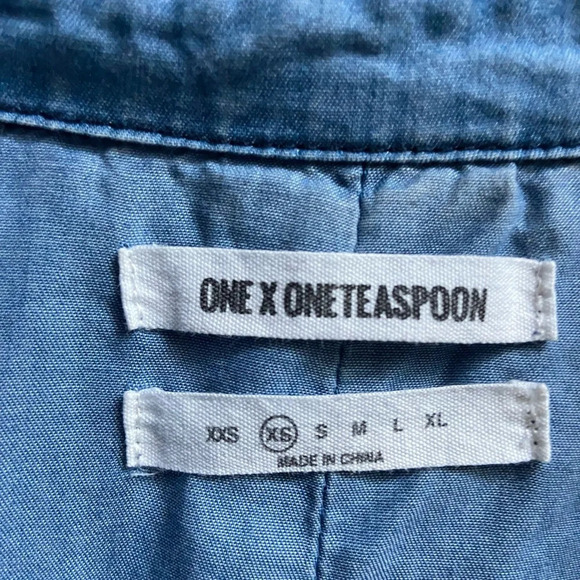 ONE X ONETEASPOON
XXS XS S M L XL
MADE IN CHINA